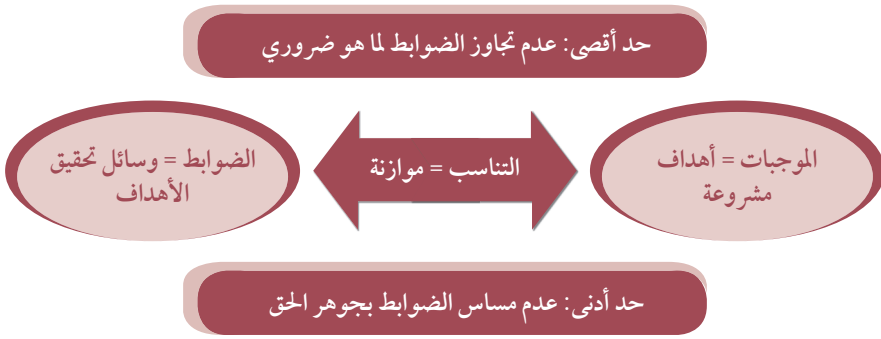 حد أقصى: عدم تجاوز الضوابط لما هو ضروري
الموجبات = أهداف
مشروعة
التناسب = موازنة
الضوابط = وسائل تحقيق
الأهداف
حد أدنى: عدم مساس الضوابط بجوهر الحق